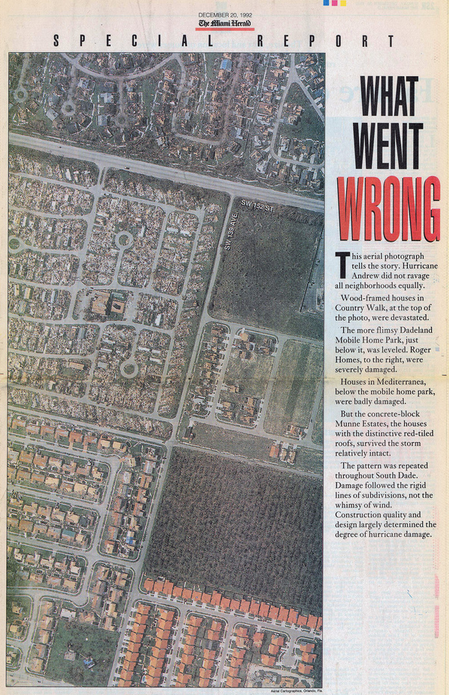 DECEMBER 20, 1992
The Miami Herald
SPECIAL REPORT
SW 152 ST.
SW 139 AVE.
WHAT
WENT
WRONG
This aerial photograph
tells the story. Hurricane
Andrew did not ravage
all neighborhoods equally.
Wood-framed houses in
Country Walk, at the top of
the photo, were devastated.
The more flimsy Dadeland
Mobile Home Park, just
below it, was leveled. Roger
Homes, to the right, were
severely damaged.
Houses in Mediterranea,
below the mobile home park,
were badly damaged.
But the concrete-block
Munne Estates, the houses
with the distinctive red-tiled
roofs, survived the storm
relatively intact.
The pattern was repeated
throughout South Dade.
Damage followed the rigid
lines of subdivisions, not the
whimsy of wind.
Construction quality and
design largely determined the
degree of hurricane damage.
Aerial Cartographics, Orlando, Fla.